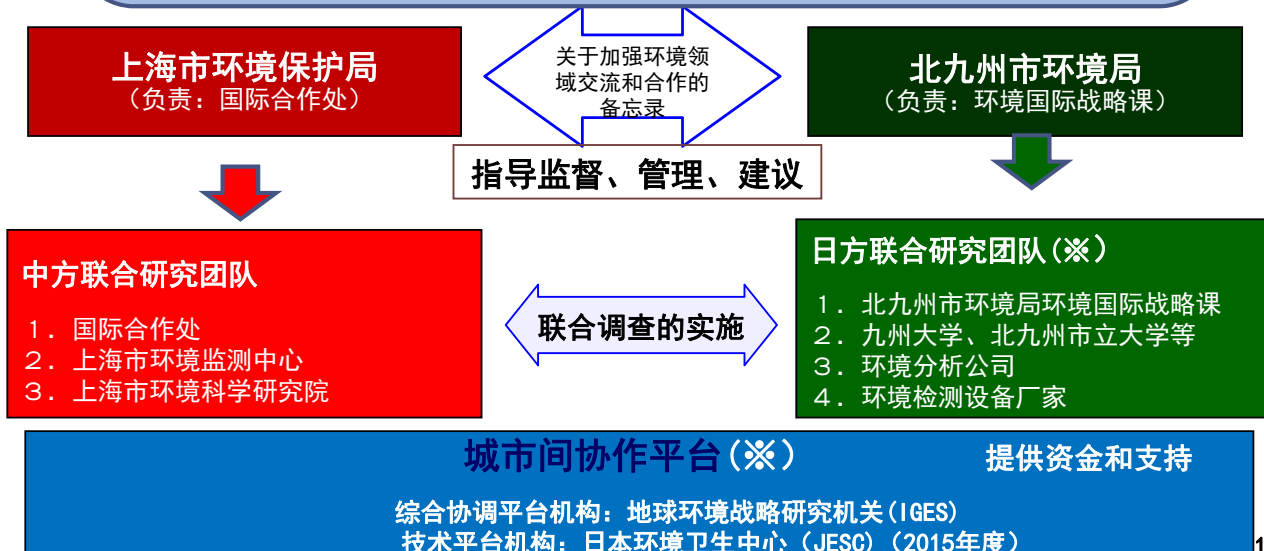 上海市环境保护局
（负责：国际合作处）
关于加强环境领
域交流和合作的
备忘录
北九州市环境局
（负责：环境国际战略课）
指导监督、管理、建议
中方联合研究团队
１．国际合作处
２．上海市环境监测中心
３．上海市环境科学研究院
联合调查的实施
日方联合研究团队(※)
１．北九州市环境局环境国际战略课
２．九州大学、北九州市立大学等
３．环境分析公司
４．环境检测设备厂家
城市间协作平台(※)
提供资金和支持
综合协调平台机构：地球环境战略研究机关(IGES)
技术平台机构：日本环境卫生中心（JESC)（2015年度）
1